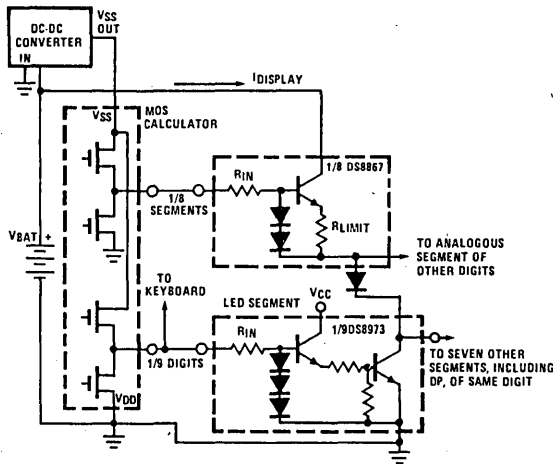 DC-DC
CONVERTER
IN
VSS
OUT
IDISPLAY
VSS
MOS
CALCULATOR
1/8 DS8867
RIN
1/8
SEGMENTS
RLIMIT
VBAT +
TO
KEYBOARD
TO ANALOGOUS
SEGMENT OF
OTHER DIGITS
LED SEGMENT
VCC
1/9DS8973
RIN
1/9 DIGITS
VDD
TO SEVEN OTHER
SEGMENTS, INCLUDING
DP, OF SAME DIGIT